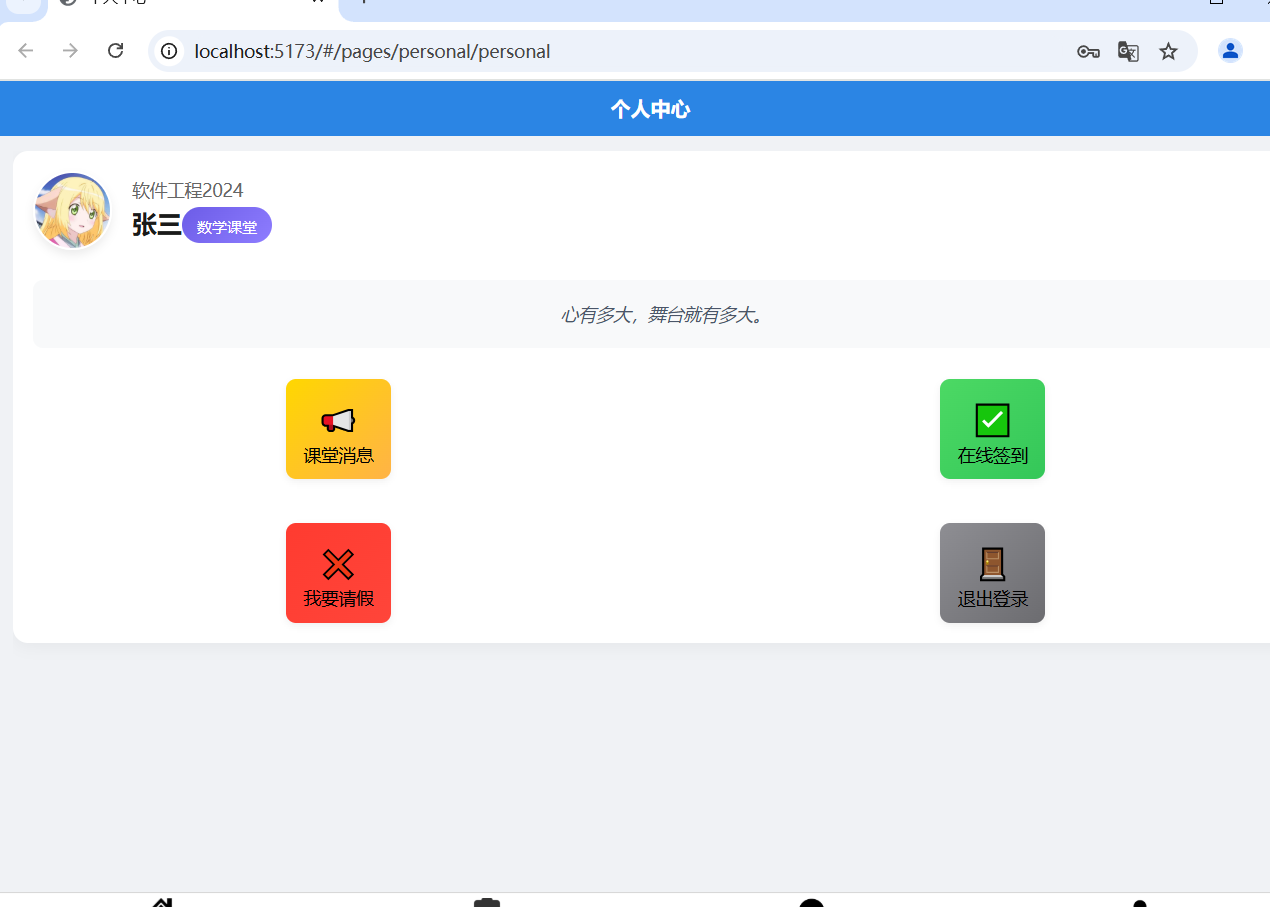 localhost:5173/#/pages/personal/personal
个人中心
软件工程2024
张三 数学课堂
心有多大，舞台就有多大。
课堂消息
在线签到
我要请假
退出登录